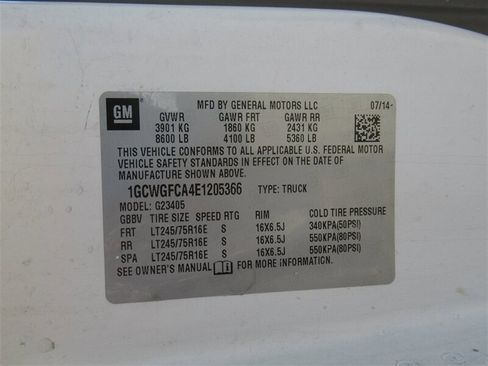 GM
MFD BY GENERAL MOTORS LLC 07/14
GVWR GAWR FRT GAWR RR
3901 KG 1860 KG 2431 KG
8600 LB 4100 LB 5360 LB
THIS VEHICLE CONFORMS TO ALL APPLICABLE U.S. FEDERAL MOTOR
VEHICLE SAFETY STANDARDS IN EFFECT ON THE DATE OF
MANUFACTURE SHOWN ABOVE.
1GCWGFCA4E1205366 TYPE: TRUCK
MODEL: G23405
GBBV TIRE SIZE SPEED RTG RIM COLD TIRE PRESSURE
FRT LT245/75R16E S 16X6.5J 340KPA(50PSI)
RR LT245/75R16E S 16X6.5J 550KPA(80PSI)
SPA LT245/75R16E S 16X6.5J 550KPA(80PSI)
SEE OWNER'S MANUAL FOR MORE INFORMATION.